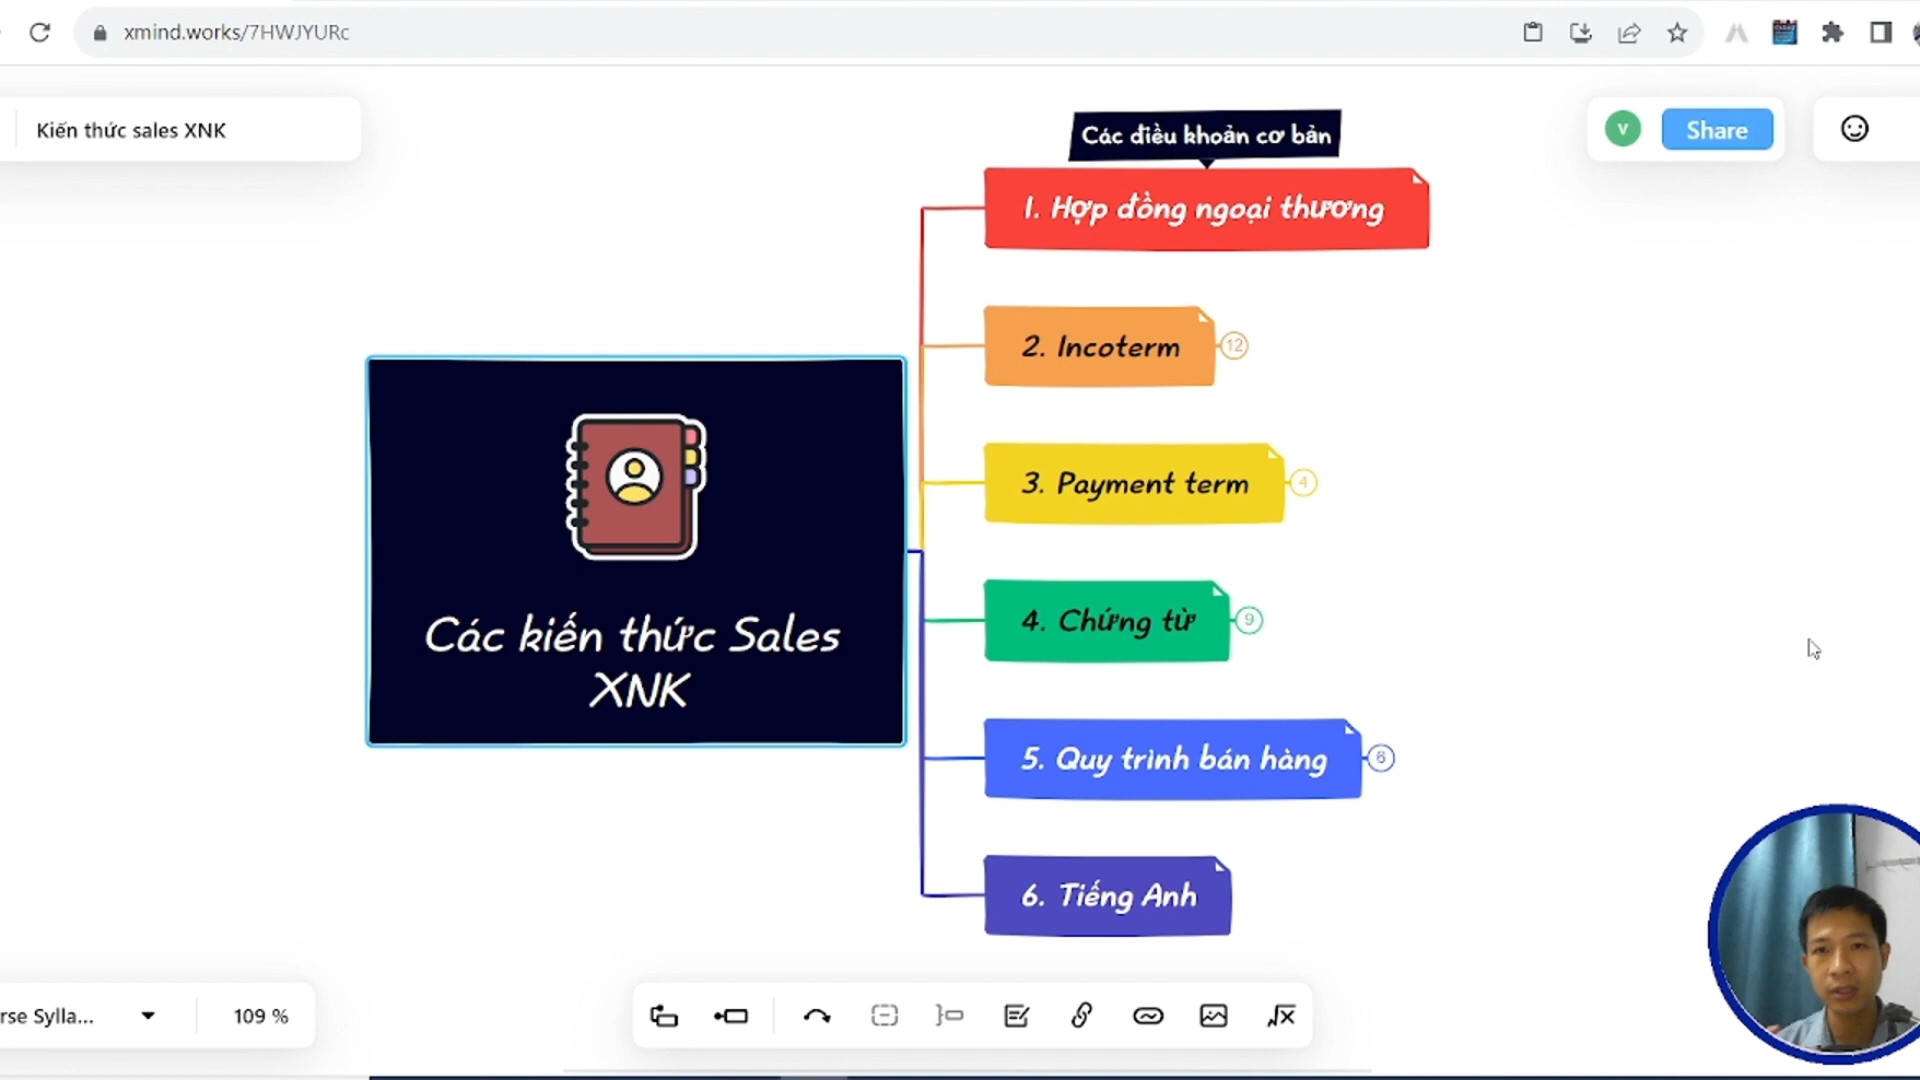 xmind.works/7HWJYURc
Kiến thức sales XNK
V
Share
Các điều khoản cơ bản
1. Hợp đồng ngoại thương
2. Incoterm
12
3. Payment term
4
4. Chứng từ
9
5. Quy trình bán hàng
6
6. Tiếng Anh
Các kiến thức Sales
XNK
rse Sylla...
109 %